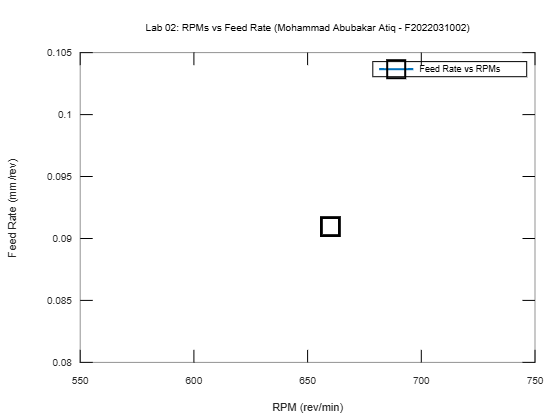 Lab 02: RPMs vs Feed Rate (Mohammad Abubakar Atiq - F2022031002)
0.105
Feed Rate vs RPMs
0.1
0.095
Feed Rate (mm/rev)
0.09
0.085
0.08
550 600 650 700 750
RPM (rev/min)